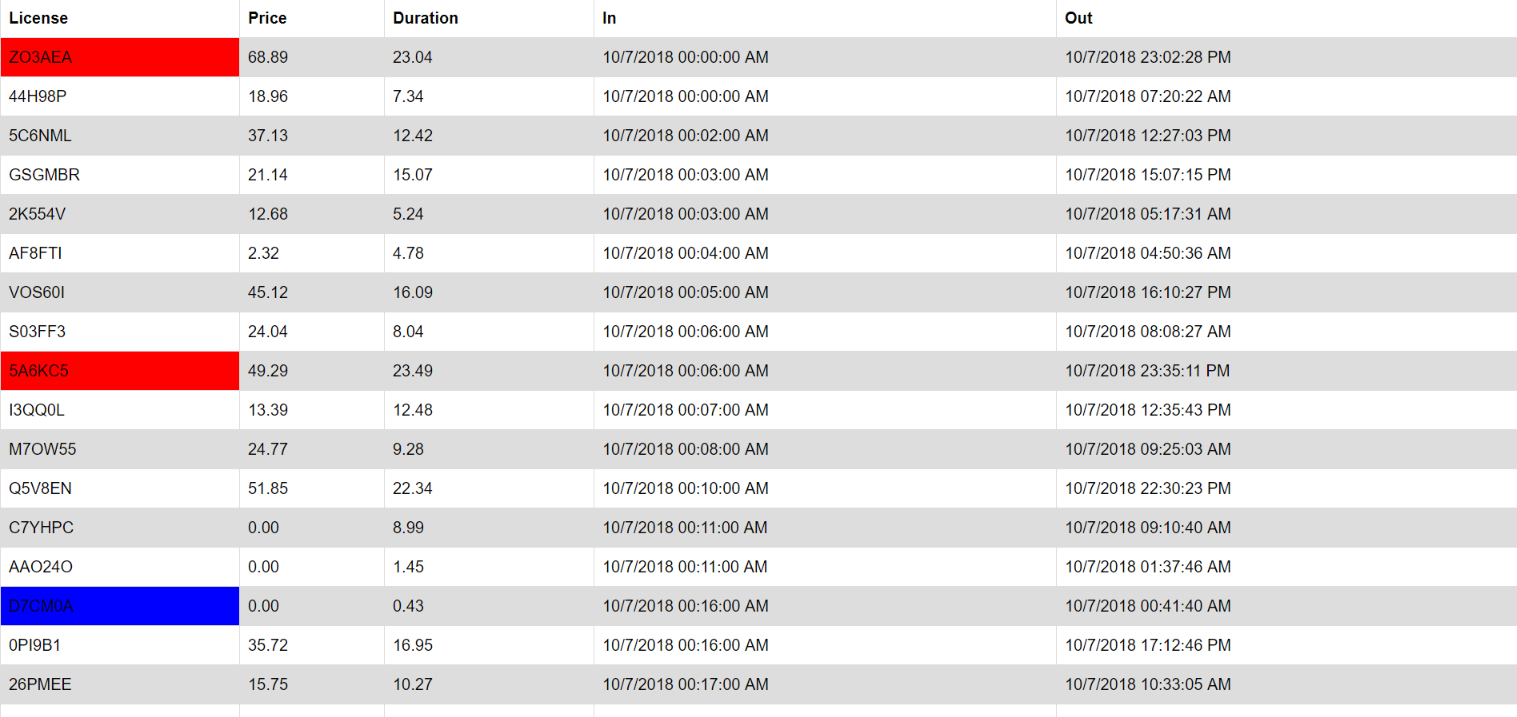 License Price Duration In Out
ZO3AEA 68.89 23.04 10/7/2018 00:00:00 AM 10/7/2018 23:02:28 PM
44H98P 18.96 7.34 10/7/2018 00:00:00 AM 10/7/2018 07:20:22 AM
5C6NML 37.13 12.42 10/7/2018 00:02:00 AM 10/7/2018 12:27:03 PM
GSGMBR 21.14 15.07 10/7/2018 00:03:00 AM 10/7/2018 15:07:15 PM
2K554V 12.68 5.24 10/7/2018 00:03:00 AM 10/7/2018 05:17:31 AM
AF8FTI 2.32 4.78 10/7/2018 00:04:00 AM 10/7/2018 04:50:36 AM
VOS60I 45.12 16.09 10/7/2018 00:05:00 AM 10/7/2018 16:10:27 PM
S03FF3 24.04 8.04 10/7/2018 00:06:00 AM 10/7/2018 08:08:27 AM
5A6KC5 49.29 23.49 10/7/2018 00:06:00 AM 10/7/2018 23:35:11 PM
I3QQ0L 13.39 12.48 10/7/2018 00:07:00 AM 10/7/2018 12:35:43 PM
M7OW55 24.77 9.28 10/7/2018 00:08:00 AM 10/7/2018 09:25:03 AM
Q5V8EN 51.85 22.34 10/7/2018 00:10:00 AM 10/7/2018 22:30:23 PM
C7YHPC 0.00 8.99 10/7/2018 00:11:00 AM 10/7/2018 09:10:40 AM
AAO24O 0.00 1.45 10/7/2018 00:11:00 AM 10/7/2018 01:37:46 AM
D7CM0A 0.00 0.43 10/7/2018 00:16:00 AM 10/7/2018 00:41:40 AM
0PI9B1 35.72 16.95 10/7/2018 00:16:00 AM 10/7/2018 17:12:46 PM
26PMEE 15.75 10.27 10/7/2018 00:17:00 AM 10/7/2018 10:33:05 AM